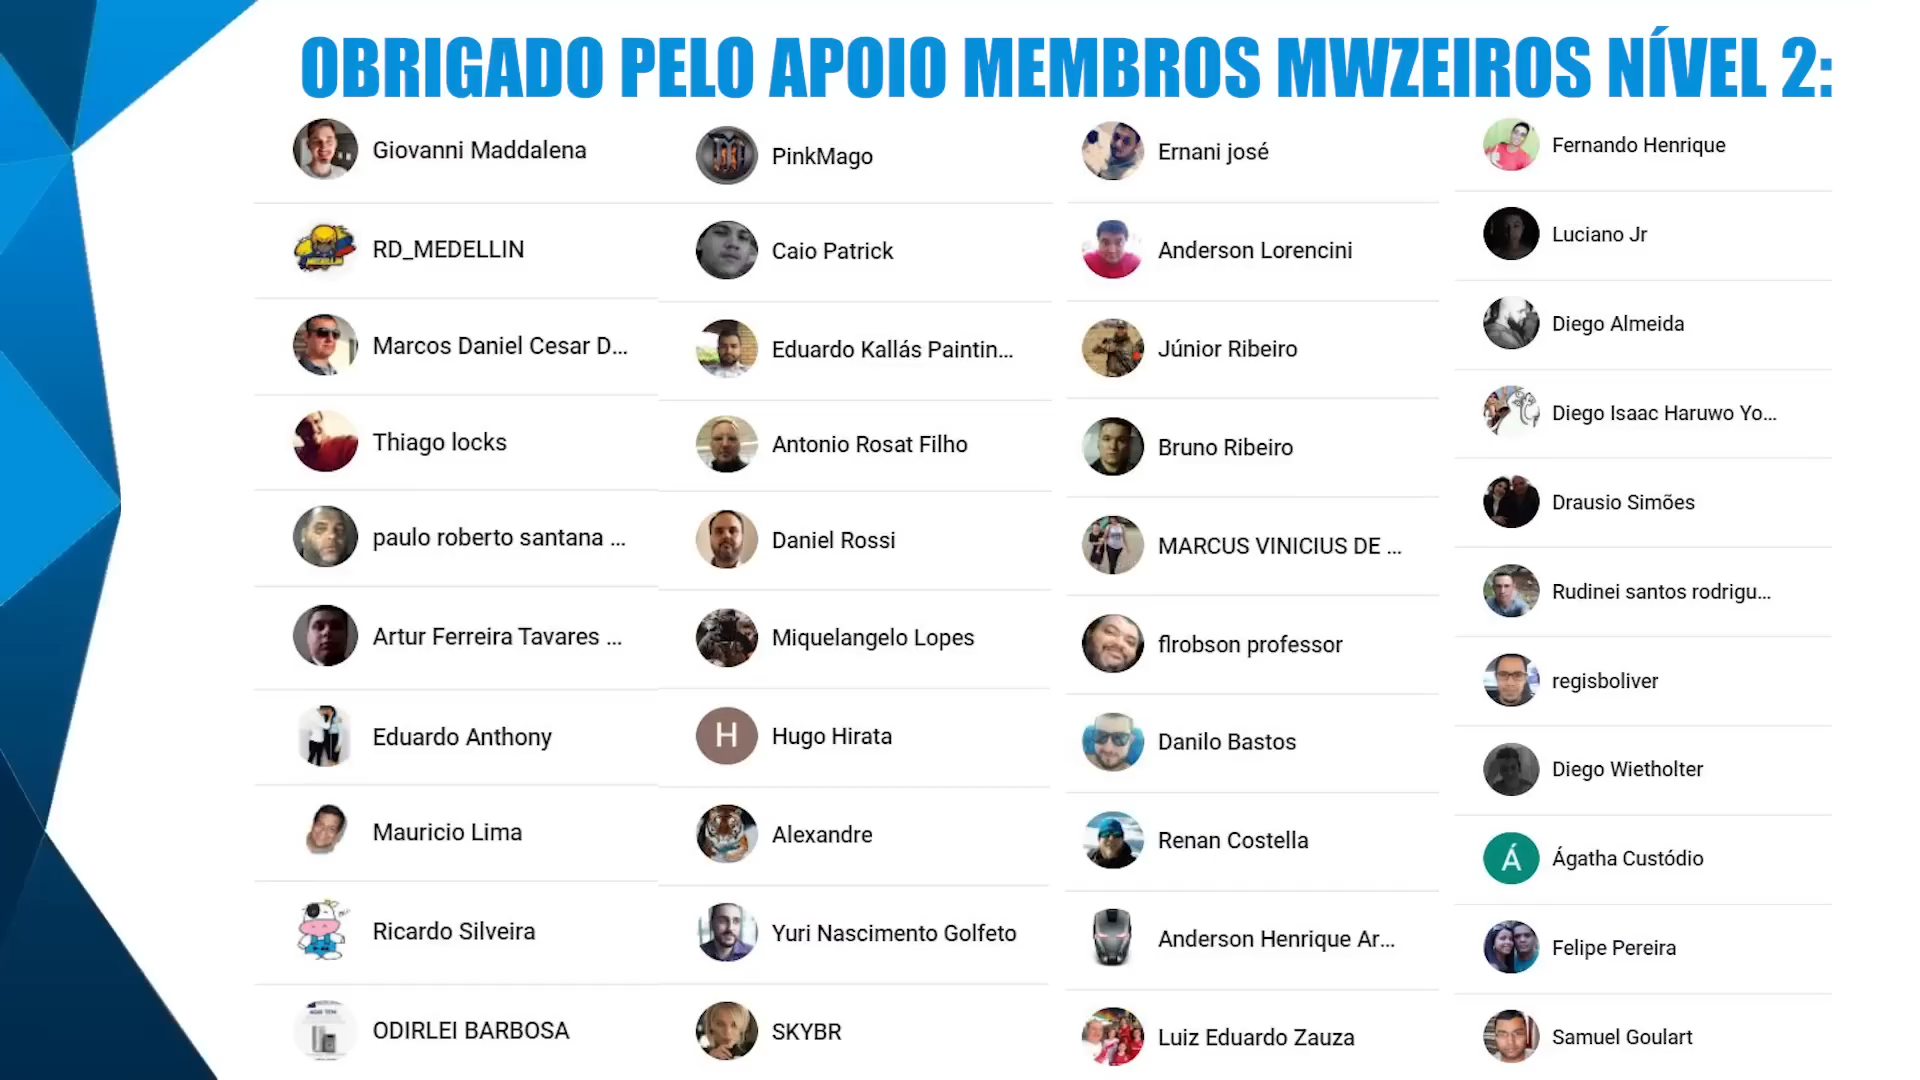 OBRIGADO PELO APOIO MEMBROS MWZEIROS NÍVEL 2:
Giovanni Maddalena
RD_MEDELLIN
Marcos Daniel Cesar D...
Thiago locks
paulo roberto santana ...
Artur Ferreira Tavares ...
Eduardo Anthony
Mauricio Lima
Ricardo Silveira
ODIRLEI BARBOSA
PinkMago
Caio Patrick
Eduardo Kallás Paintin...
Antonio Rosat Filho
Daniel Rossi
Miquelangelo Lopes
H
Hugo Hirata
Alexandre
Yuri Nascimento Golfeto
SKYBR
Ernani josé
Anderson Lorencini
Júnior Ribeiro
Bruno Ribeiro
MARCUS VINICIUS DE ...
flrobson professor
Danilo Bastos
Renan Costella
Anderson Henrique Ar...
Luiz Eduardo Zauza
Fernando Henrique
Luciano Jr
Diego Almeida
Diego Isaac Haruwo Yo...
Drausio Simões
Rudinei santos rodrigu...
regisboliver
Diego Wietholter
Á
Ágatha Custódio
Felipe Pereira
Samuel Goulart